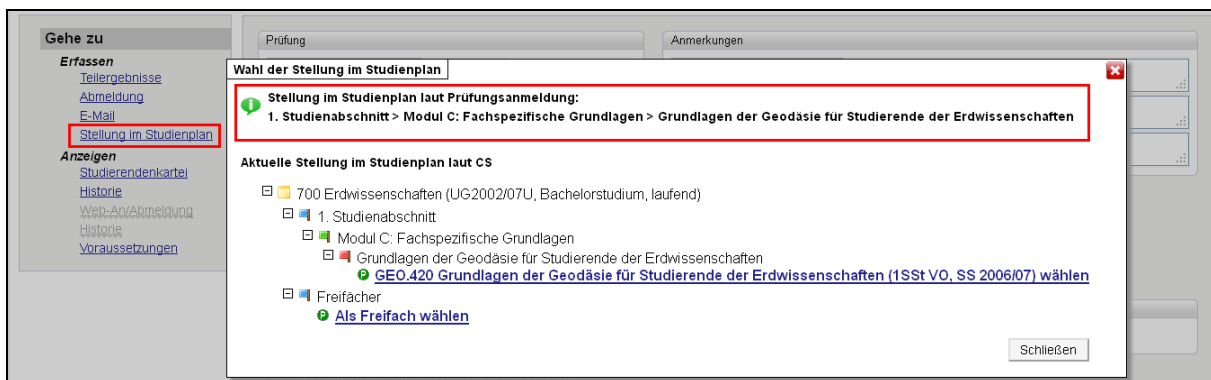 Gehe zu
Erfassen
Teilergebnisse
Abmeldung
E-Mail
Stellung im Studienplan
Anzeigen
Studierendenkartei
Historie
Web-An/Abmeldung
Historie
Voraussetzungen
Prüfung
Anmerkungen
Wahl der Stellung im Studienplan
Stellung im Studienplan laut Prüfungsanmeldung:
1. Studienabschnitt > Modul C: Fachspezifische Grundlagen > Grundlagen der Geodäsie für Studierende der Erdwissenschaften
Aktuelle Stellung im Studienplan laut CS
700 Erdwissenschaften (UG2002/07U, Bachelorstudium, laufend)
1. Studienabschnitt
Modul C: Fachspezifische Grundlagen
Grundlagen der Geodäsie für Studierende der Erdwissenschaften
GEO.420 Grundlagen der Geodäsie für Studierende der Erdwissenschaften (1SSt VO, SS 2006/07) wählen
Freifächer
Als Freifach wählen
Schließen